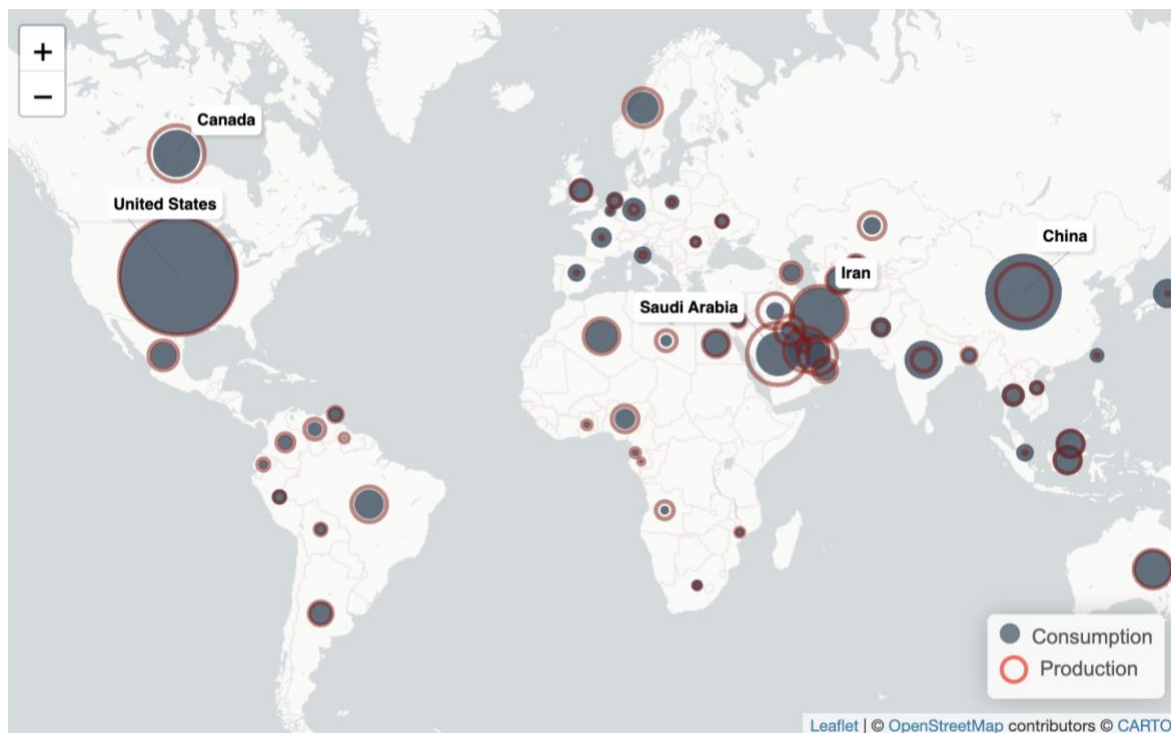 +
−
Canada
United States
China
Iran
Saudi Arabia
Consumption
Production
Leaflet | © OpenStreetMap contributors © CARTO